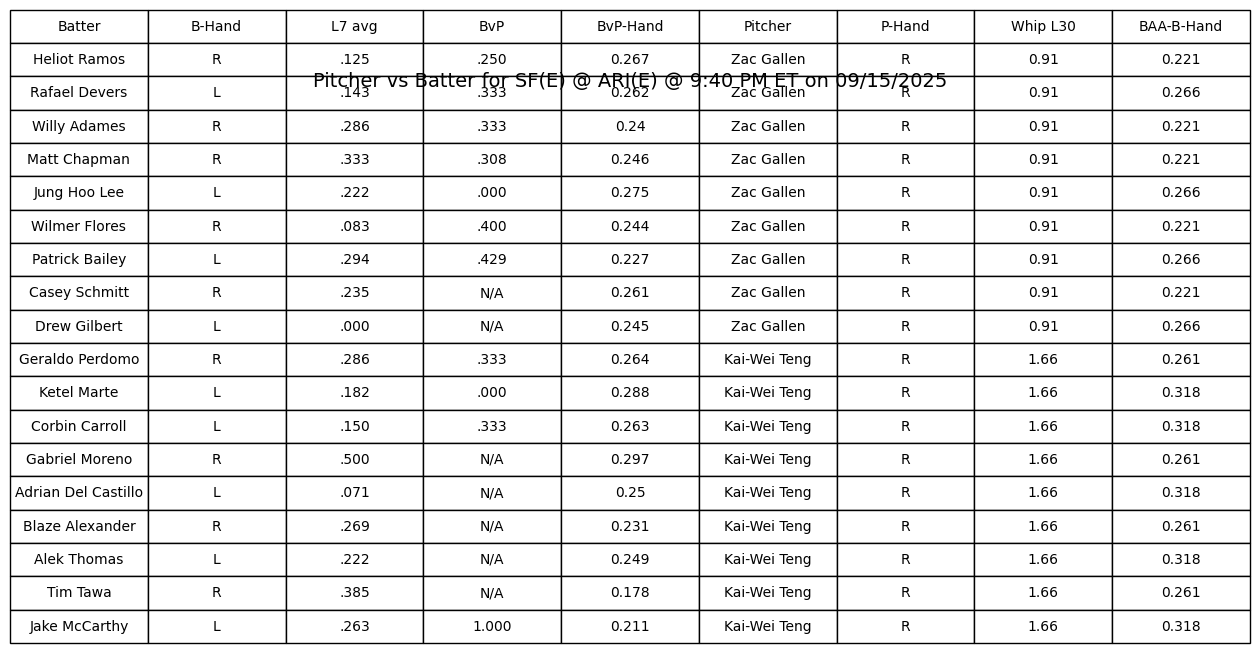 Batter B-Hand L7 avg BvP BvP-Hand Pitcher P-Hand Whip L30 BAA-B-Hand
Heliot Ramos R .125 .250 0.267 Zac Gallen R 0.91 0.221
Pitcher vs Batter for SF(E) @ ARI(E) @ 9:40 PM ET on 09/15/2025
Rafael Devers L .143 .333 0.262 Zac Gallen R 0.91 0.266
Willy Adames R .286 .333 0.24 Zac Gallen R 0.91 0.221
Matt Chapman R .333 .308 0.246 Zac Gallen R 0.91 0.221
Jung Hoo Lee L .222 .000 0.275 Zac Gallen R 0.91 0.266
Wilmer Flores R .083 .400 0.244 Zac Gallen R 0.91 0.221
Patrick Bailey L .294 .429 0.227 Zac Gallen R 0.91 0.266
Casey Schmitt R .235 N/A 0.261 Zac Gallen R 0.91 0.221
Drew Gilbert L .000 N/A 0.245 Zac Gallen R 0.91 0.266
Geraldo Perdomo R .286 .333 0.264 Kai-Wei Teng R 1.66 0.261
Ketel Marte L .182 .000 0.288 Kai-Wei Teng R 1.66 0.318
Corbin Carroll L .150 .333 0.263 Kai-Wei Teng R 1.66 0.318
Gabriel Moreno R .500 N/A 0.297 Kai-Wei Teng R 1.66 0.261
Adrian Del Castillo L .071 N/A 0.25 Kai-Wei Teng R 1.66 0.318
Blaze Alexander R .269 N/A 0.231 Kai-Wei Teng R 1.66 0.261
Alek Thomas L .222 N/A 0.249 Kai-Wei Teng R 1.66 0.318
Tim Tawa R .385 N/A 0.178 Kai-Wei Teng R 1.66 0.261
Jake McCarthy L .263 1.000 0.211 Kai-Wei Teng R 1.66 0.318